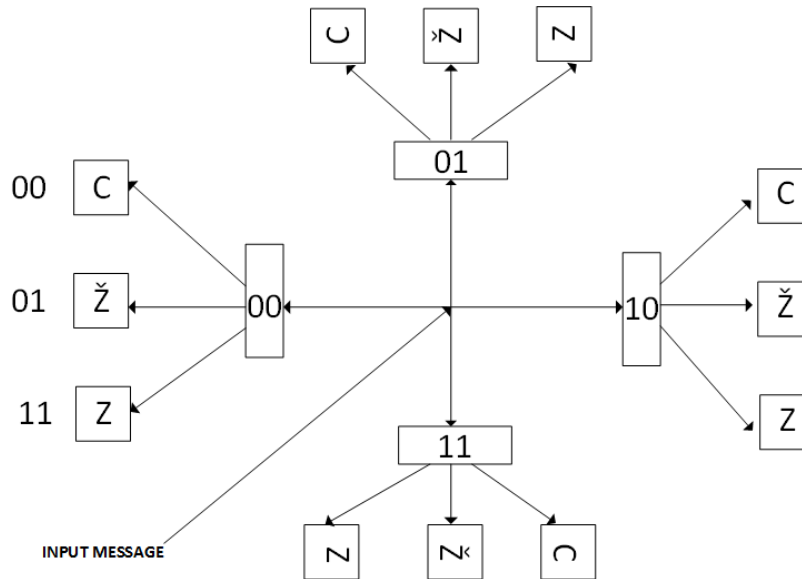 C Ž Z
01
00 C C
00 10
01 Ž Ž
11 Z Z
11
INPUT MESSAGE
Z Ž C